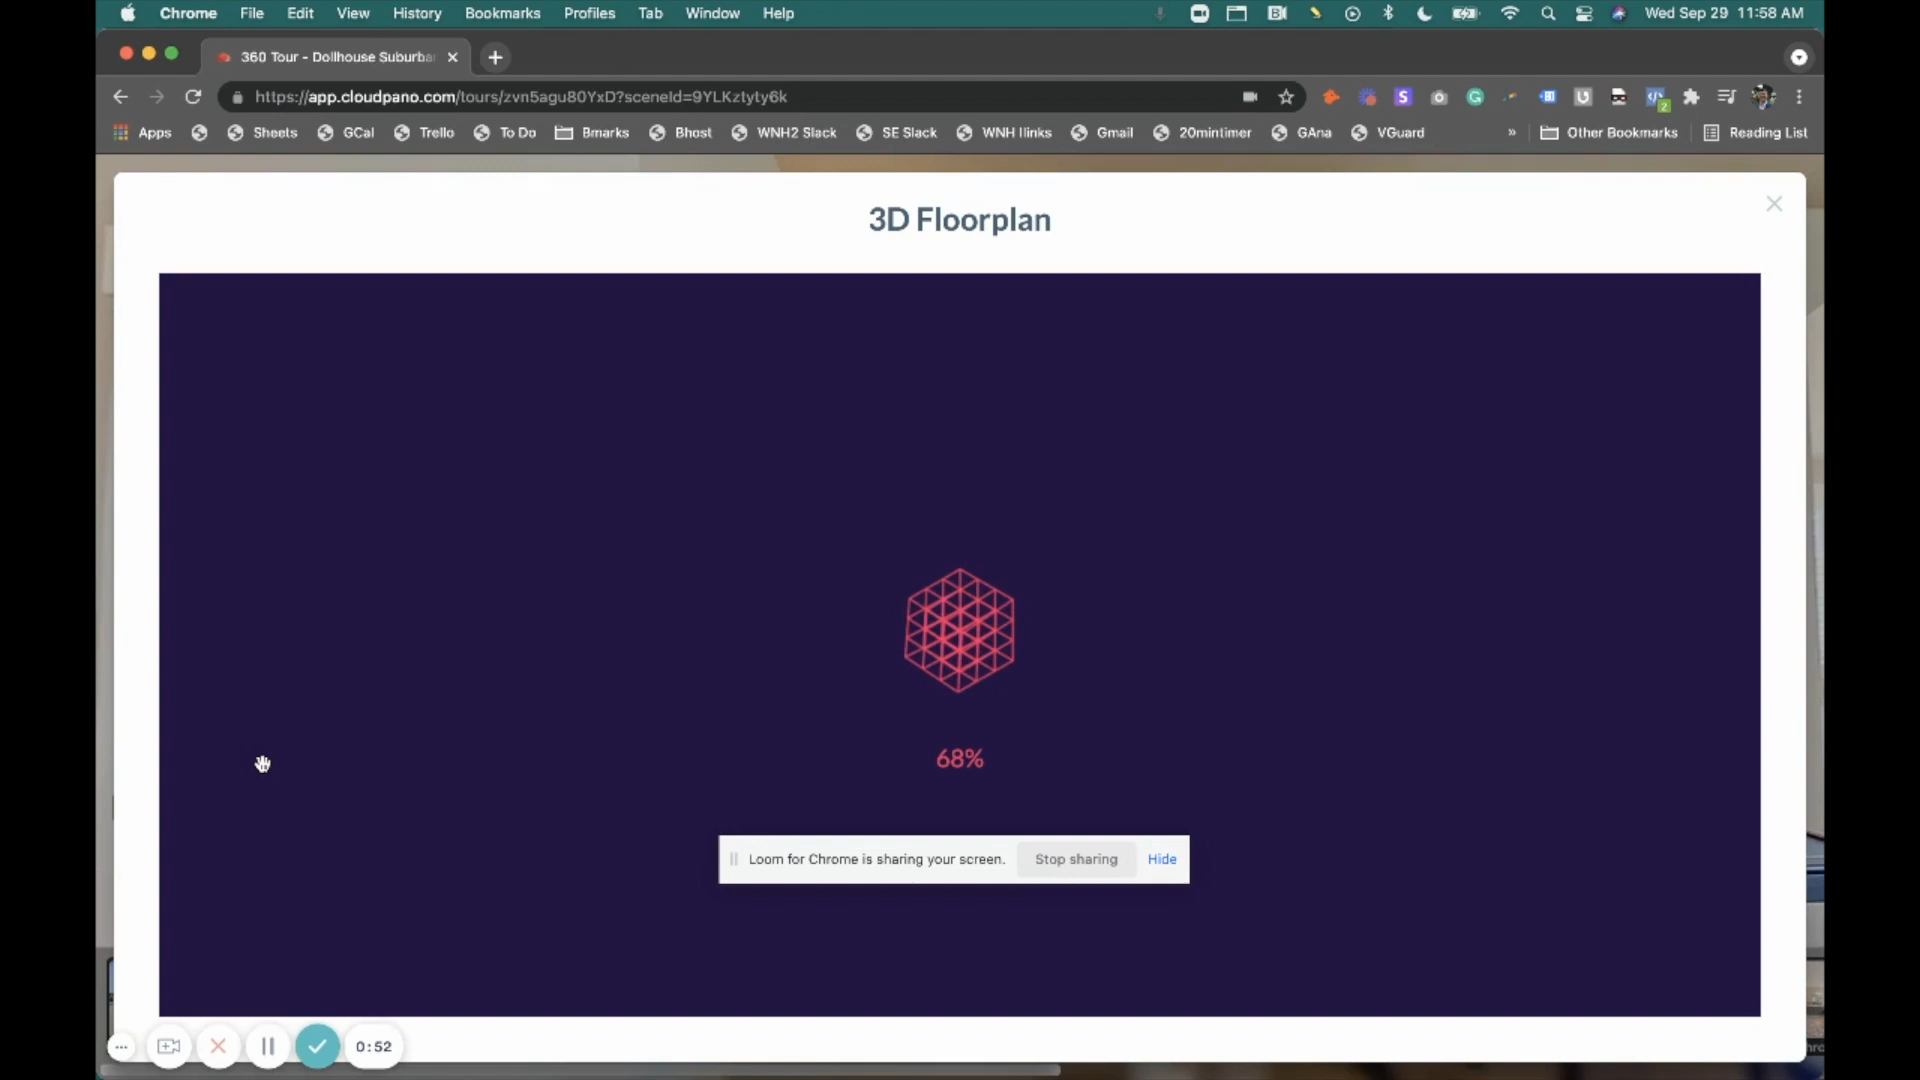 Chrome File Edit View History Bookmarks Profiles Tab Window Help Wed Sep 29 11:58 AM
360 Tour - Dollhouse Suburba
https://app.cloudpano.com/tours/zvn5agu80YxD?sceneId=9YLKztyty6k
Apps Sheets GCal Trello To Do Bmarks Bhost WNH2 Slack SE Slack WNH llinks Gmail 20mintimer GAna VGuard » Other Bookmarks Reading List
3D Floorplan
68%
Loom for Chrome is sharing your screen. Stop sharing Hide
0:52